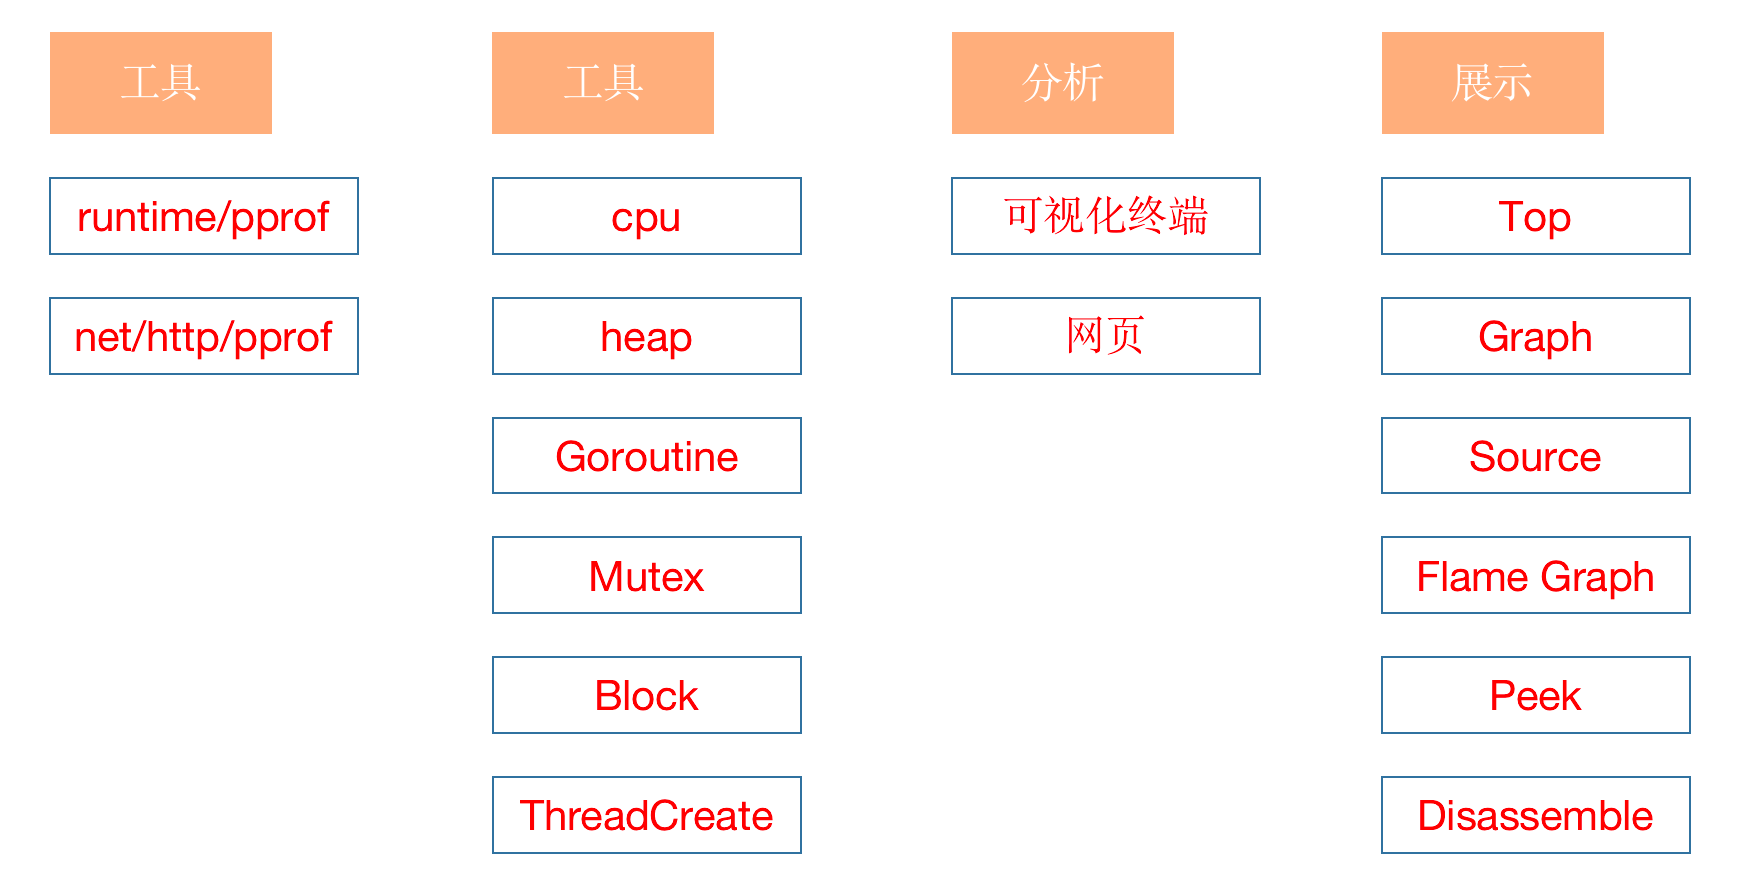 工具
runtime/pprof
net/http/pprof
工具
cpu
heap
Goroutine
Mutex
Block
ThreadCreate
分析
可视化终端
网页
展示
Top
Graph
Source
Flame Graph
Peek
Disassemble